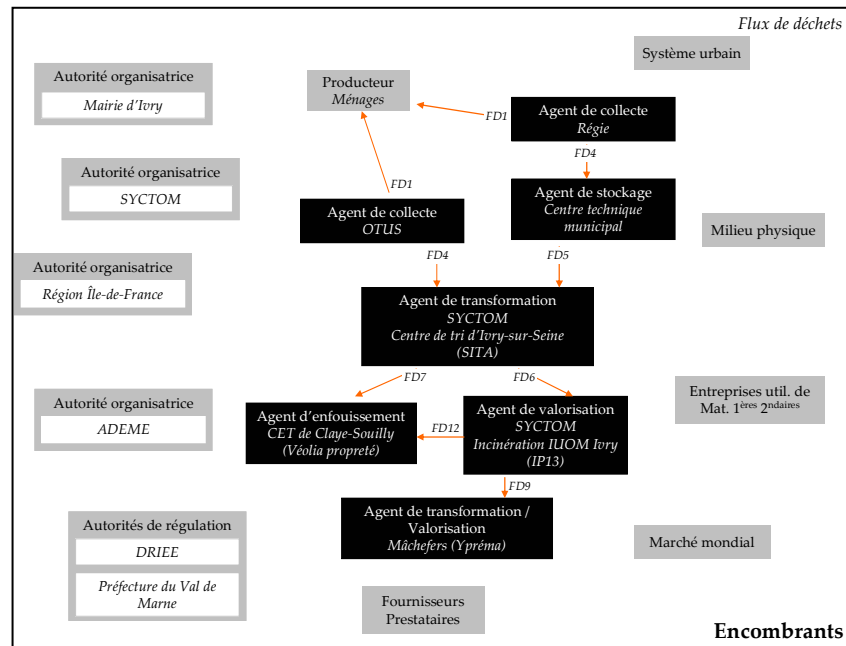 Flux de déchets
Système urbain
Autorité organisatrice
Mairie d'Ivry
Producteur
Ménages
FD1
Agent de collecte
Régie
FD4
Autorité organisatrice
SYCTOM
FD1
Agent de stockage
Centre technique
municipal
Agent de collecte
OTUS
Milieu physique
FD4
FD5
Autorité organisatrice
Région Île-de-France
Agent de transformation
SYCTOM
Centre de tri d'Ivry-sur-Seine
(SITA)
FD7
FD6
Entreprises util. de
Mat. 1ères 2ndaires
Autorité organisatrice
ADEME
Agent d'enfouissement
CET de Claye-Souilly
(Véolia propreté)
FD12
Agent de valorisation
SYCTOM
Incinération IUOM Ivry
(IP13)
FD9
Agent de transformation /
Valorisation
Mâchefers (Ypréma)
Autorités de régulation
DRIEE
Préfecture du Val de
Marne
Marché mondial
Fournisseurs
Prestataires
Encombrants